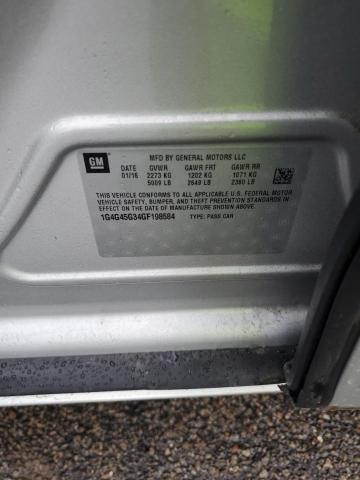 GM
MFD BY GENERAL MOTORS LLC
DATE GVWR GAWR FRT GAWR RR
01/16 2273 KG 1202 KG 1071 KG
5009 LB 2649 LB 2360 LB
THIS VEHICLE CONFORMS TO ALL APPLICABLE U.S. FEDERAL MOTOR
VEHICLE SAFETY, BUMPER, AND THEFT PREVENTION STANDARDS
IN EFFECT ON THE DATE OF MANUFACTURE SHOWN ABOVE.
1G4G45G34GF198584 TYPE: PASS CAR